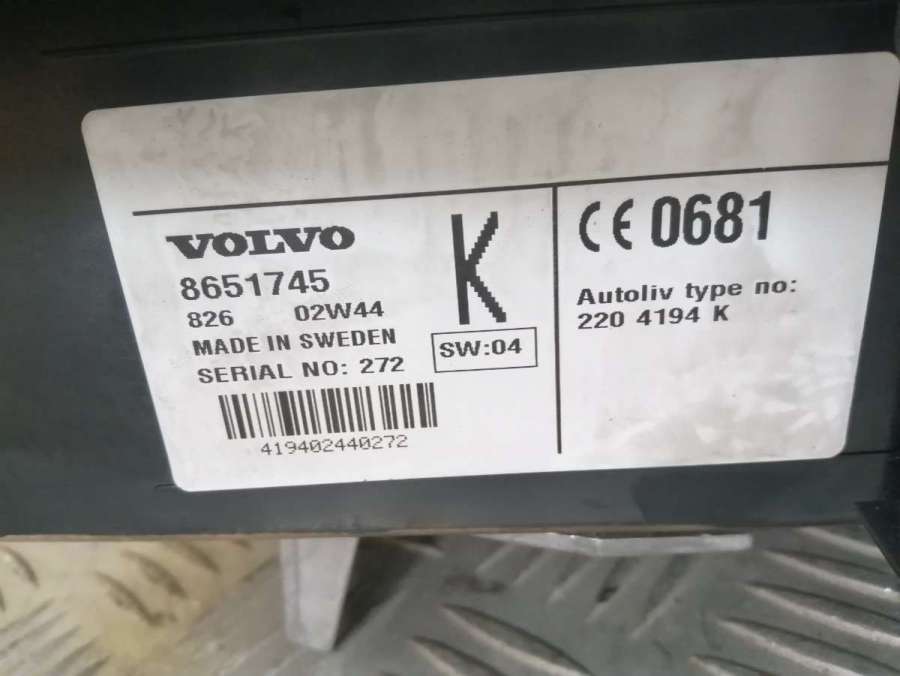 VOLVO
8651745
826 02W44
MADE IN SWEDEN
SERIAL NO: 272
419402440272
K
SW:04
CE 0681
Autoliv type no:
220 4194 K